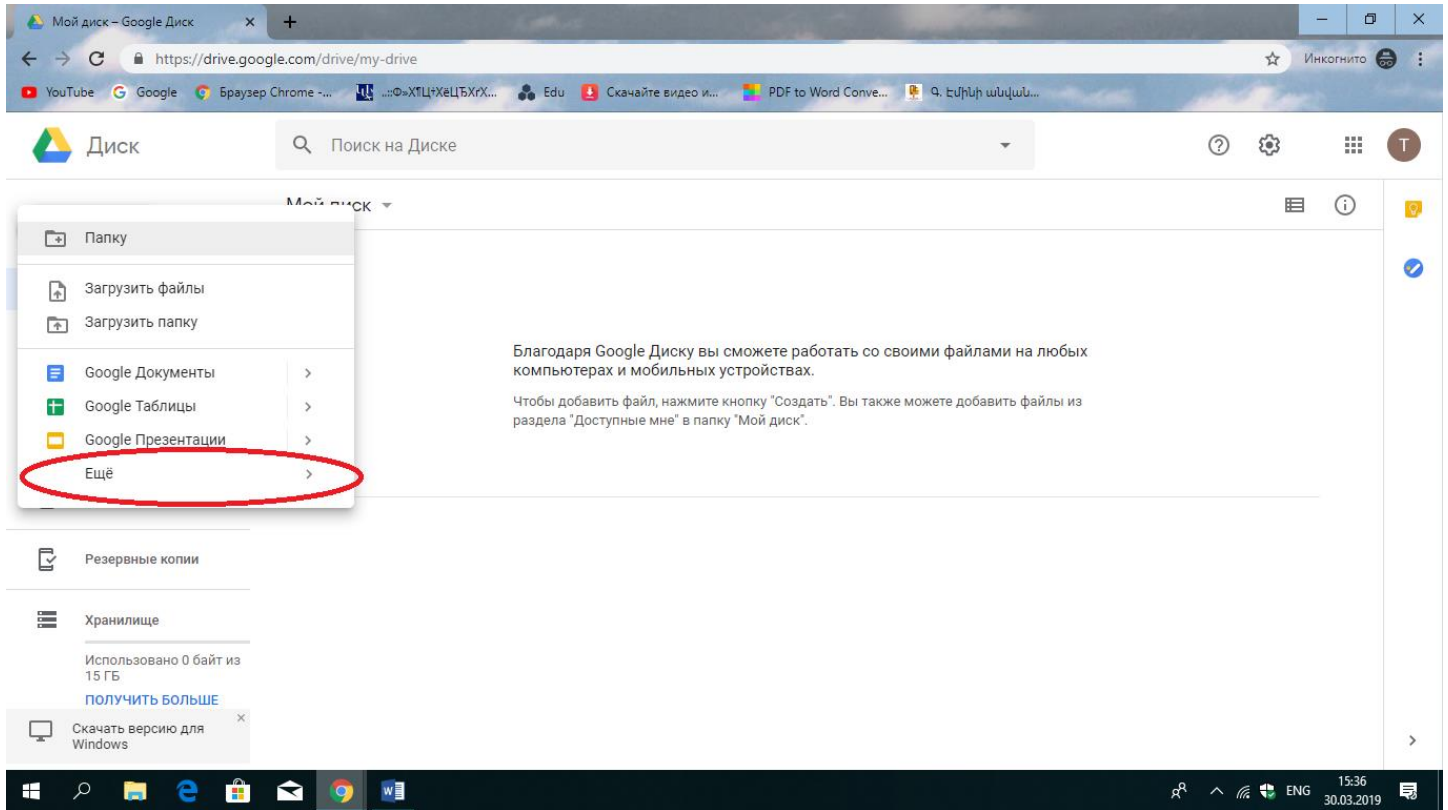 Мой диск – Google Диск
https://drive.google.com/drive/my-drive
Инкогнито
YouTube Google Браузер Chrome -... Edu Скачайте видео и... PDF to Word Conve... Գ. Էմինի անվան...
Диск
Поиск на Диске
T
Мой диск
Папку
Загрузить файлы
Загрузить папку
Google Документы
Google Таблицы
Google Презентации
Ещё
Благодаря Google Диску вы сможете работать со своими файлами на любых
компьютерах и мобильных устройствах.
Чтобы добавить файл, нажмите кнопку "Создать". Вы также можете добавить файлы из
раздела "Доступные мне" в папку "Мой диск".
Резервные копии
Хранилище
Использовано 0 байт из
15 ГБ
ПОЛУЧИТЬ БОЛЬШЕ
Скачать версию для
Windows
ENG
15:36
30.03.2019